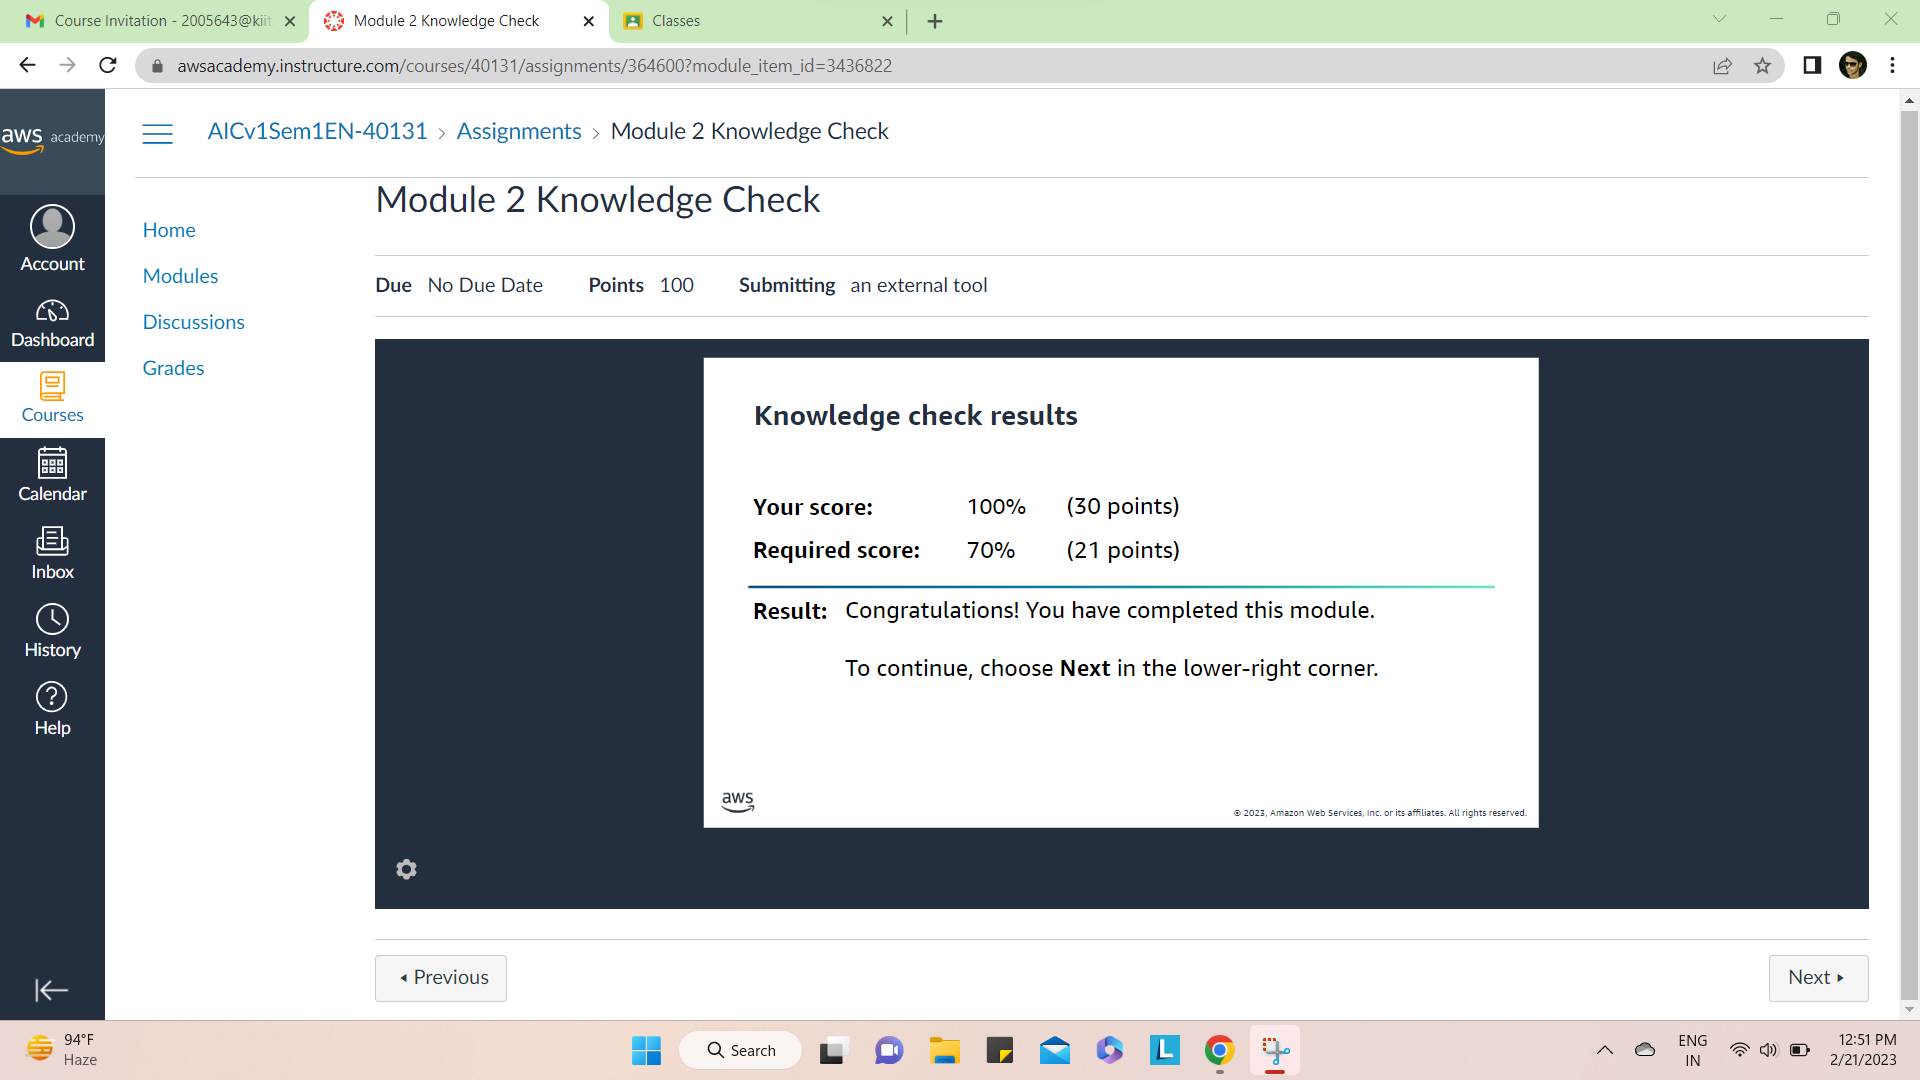 Course Invitation - 2005643@kiit
Module 2 Knowledge Check
Classes
awsacademy.instructure.com/courses/40131/assignments/364600?module_item_id=3436822
aws academy
AICv1Sem1EN-40131 > Assignments > Module 2 Knowledge Check
Module 2 Knowledge Check
Account
Dashboard
Courses
Calendar
Inbox
History
Help
Home
Modules
Discussions
Grades
Due No Due Date Points 100 Submitting an external tool
Knowledge check results
Your score: 100% (30 points)
Required score: 70% (21 points)
Result: Congratulations! You have completed this module.
To continue, choose Next in the lower-right corner.
aws
© 2023, Amazon Web Services, Inc. or its affiliates. All rights reserved.
Previous
Next
94°F
Haze
Search
L
ENG
IN
12:51 PM
2/21/2023